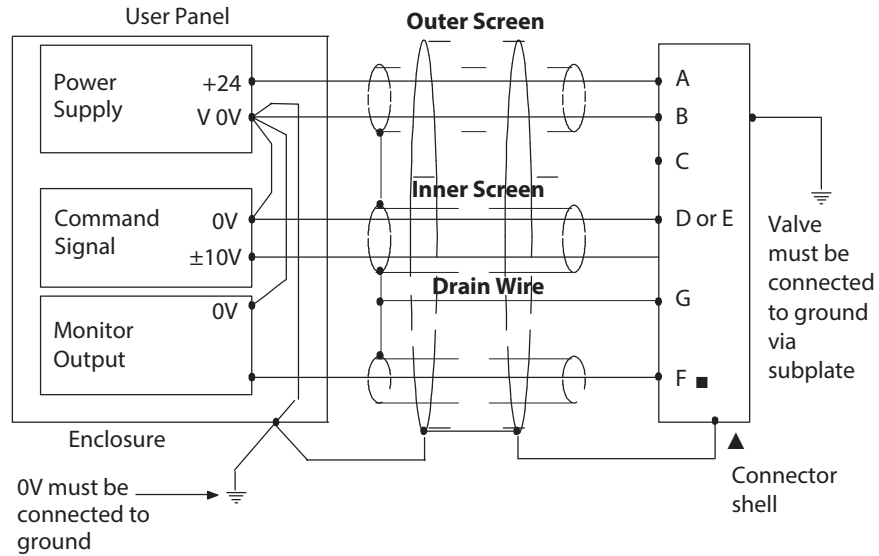 User Panel
Outer Screen
Power
Supply
+24
V 0V
A
B
C
Inner Screen
Command
Signal
0V
±10V
D or E
Valve
must be
connected
to ground
via
subplate
Drain Wire
0V
G
Monitor
Output
F ■
Enclosure
▲
Connector
shell
0V must be
connected to
ground